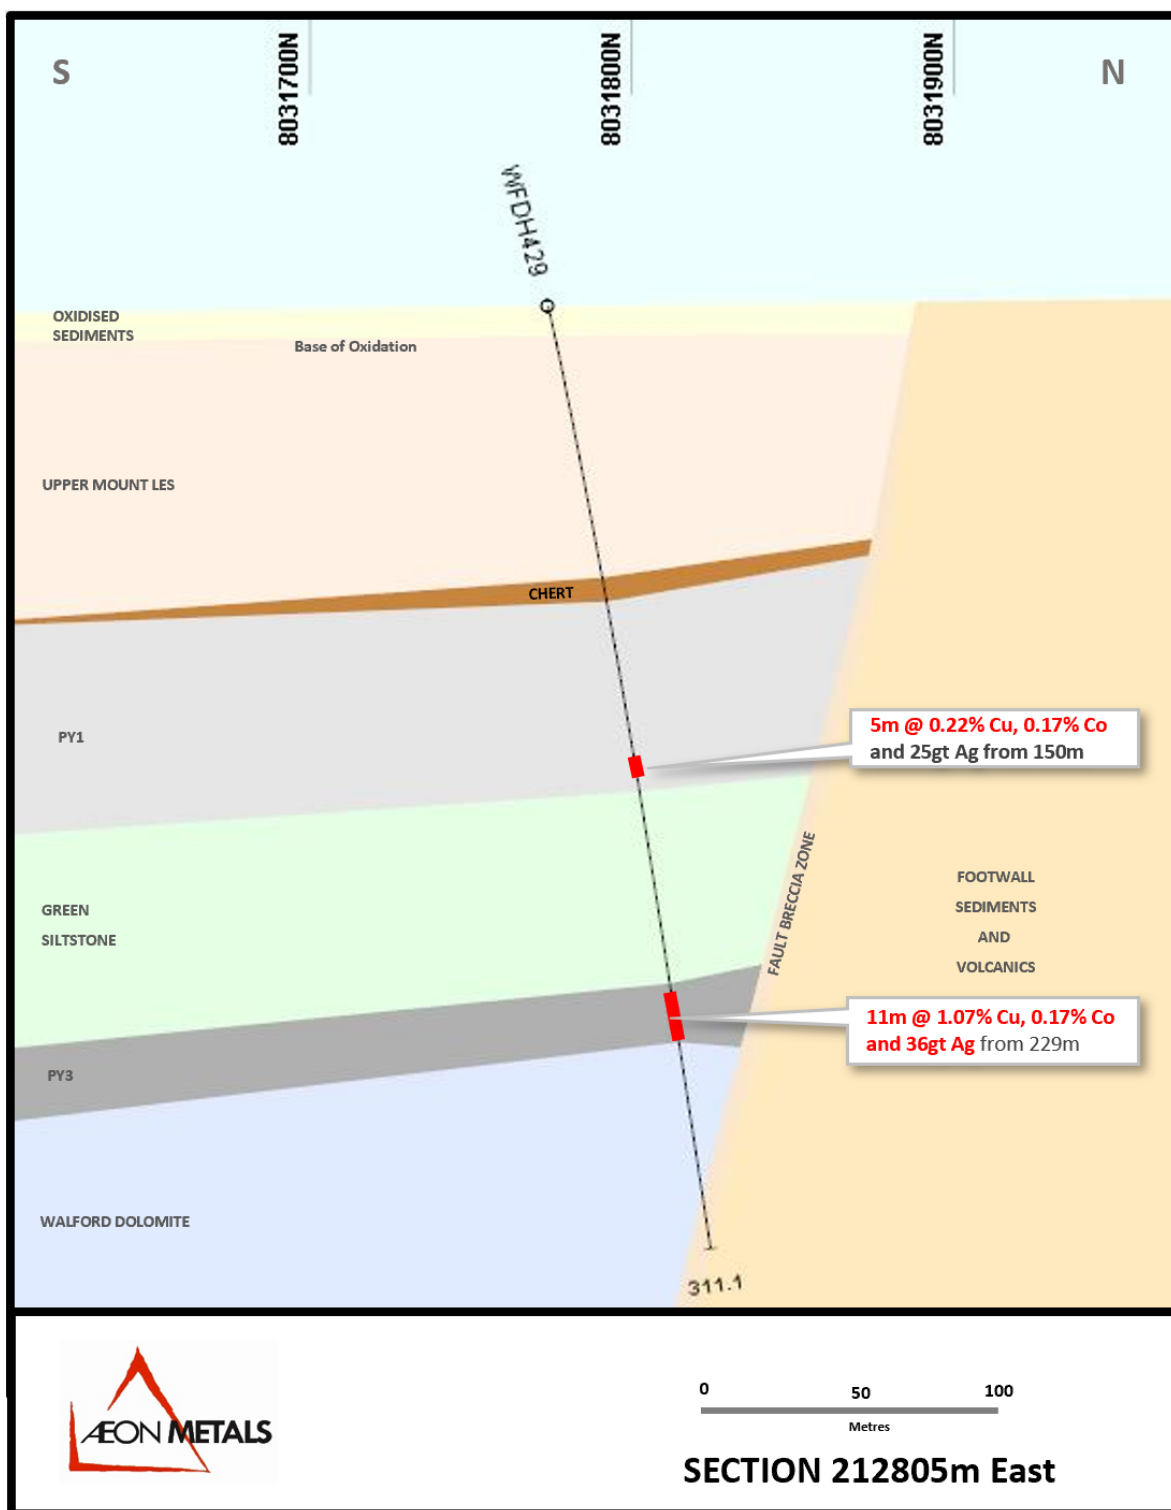 S
8031700N
8031800N
8031900N
N
WFDH429
OXIDISED
SEDIMENTS
Base of Oxidation
UPPER MOUNT LES
CHERT
PY1
5m @ 0.22% Cu, 0.17% Co
and 25gt Ag from 150m
FAULT BRECCIA ZONE
FOOTWALL
SEDIMENTS
AND
VOLCANICS
GREEN
SILTSTONE
11m @ 1.07% Cu, 0.17% Co
and 36gt Ag from 229m
PY3
WALFORD DOLOMITE
311.1
ÆON METALS
0 50 100
Metres
SECTION 212805m East